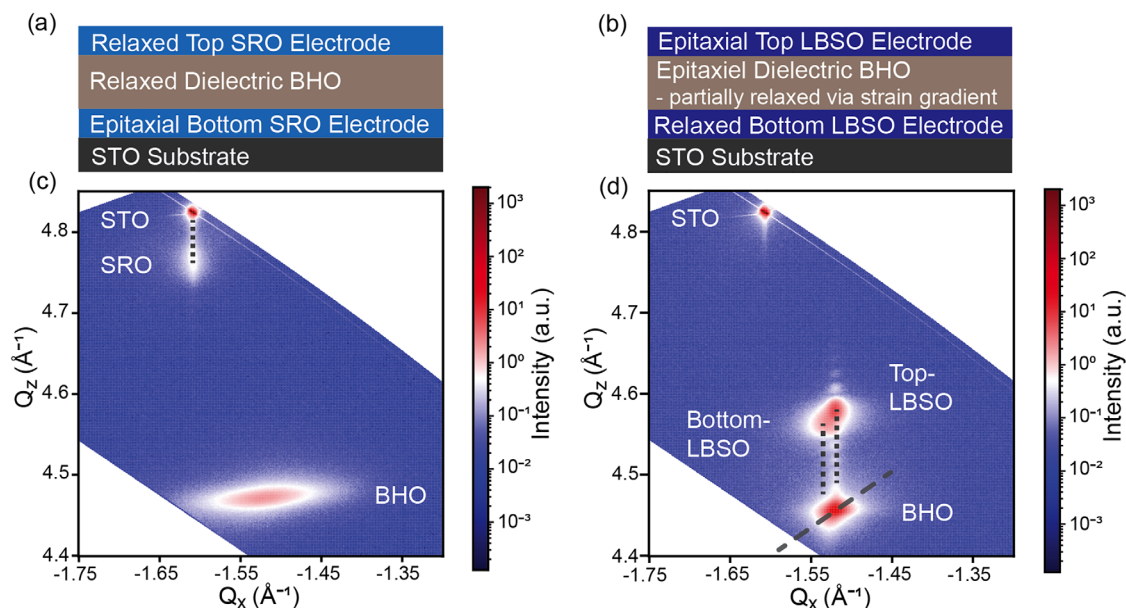 (a)
Relaxed Top SRO Electrode
Relaxed Dielectric BHO
Epitaxial Bottom SRO Electrode
STO Substrate
(b)
Epitaxial Top LBSO Electrode
Epitaxiel Dielectric BHO
- partially relaxed via strain gradient
Relaxed Bottom LBSO Electrode
STO Substrate
(c)
STO
SRO
BHO
4.8
4.7
4.6
4.5
4.4
Qz (Å⁻¹)
-1.75
-1.65
-1.55
-1.45
-1.35
Qx (Å⁻¹)
10³
10²
10¹
10⁰
10⁻¹
10⁻²
10⁻³
Intensity (a.u.)
(d)
STO
Top-
LBSO
Bottom-
LBSO
BHO
4.8
4.7
4.6
4.5
4.4
Qz (Å⁻¹)
-1.75
-1.65
-1.55
-1.45
-1.35
Qx (Å⁻¹)
10³
10²
10¹
10⁰
10⁻¹
10⁻²
10⁻³
Intensity (a.u.)